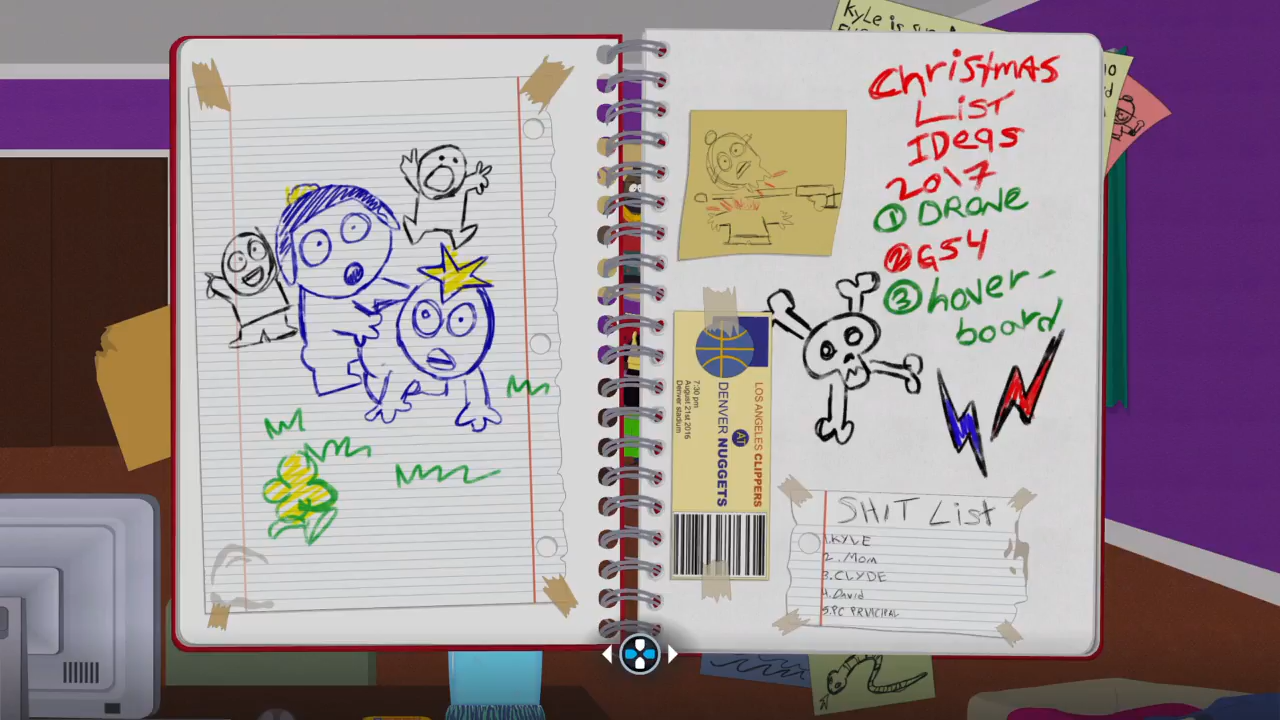 Kyle is
Christmas
List
Ideas
2017
1 DRONE
2 GS4
3 hover-
board
LOS ANGELES CLIPPERS
AT
DENVER NUGGETS
7:30 pm
August 21st 2016
Denver stadium
SHIT List
1. KYLE
2. Mom
3. CLYDE
4. David
5. PC PRVICIPAL